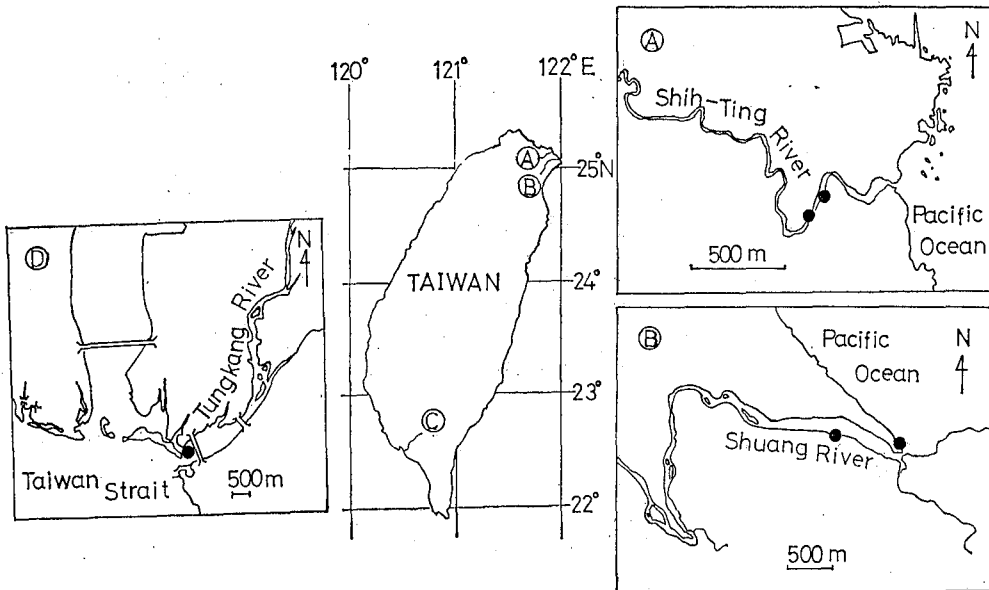 120°
121°
122°E
25°N
24°
23°
22°
TAIWAN
A
B
C
D
N
Tungkang River
Taiwan Strait
500m
A
N
Shih-Ting River
Pacific
Ocean
500 m
B
N
Pacific
Ocean
Shuang River
500m